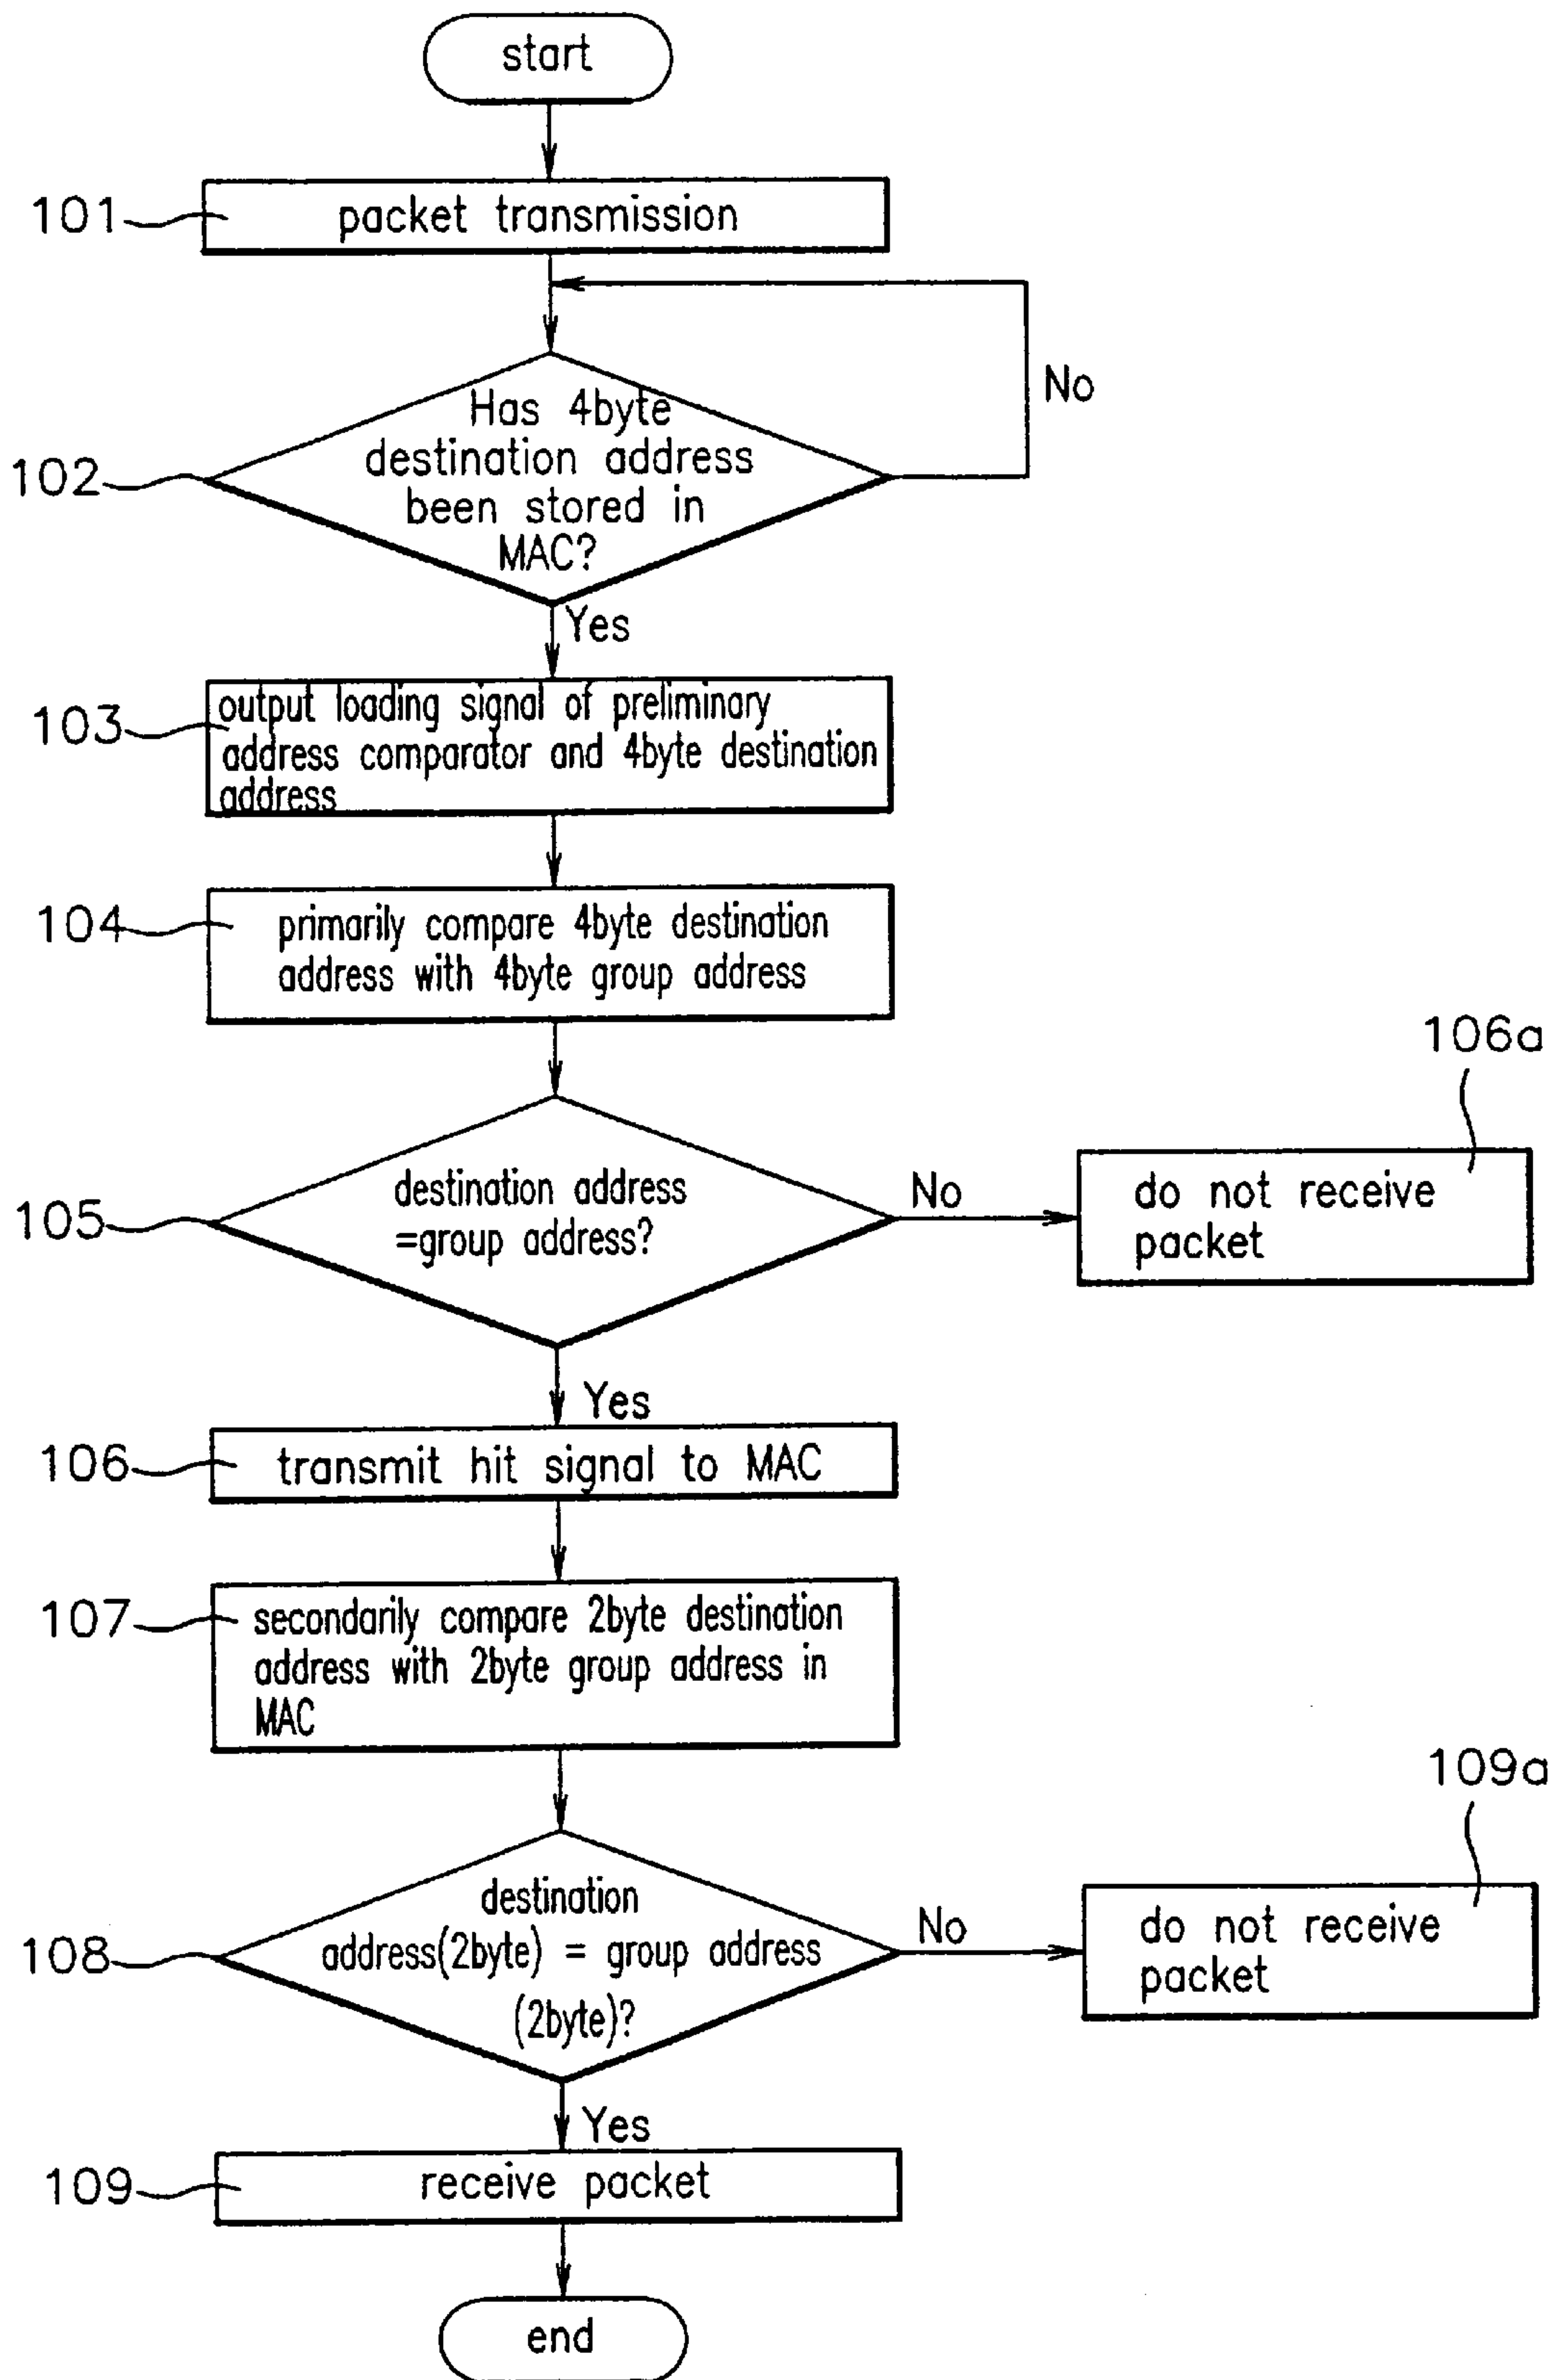 start
101
packet transmission
No
Has 4byte
destination address
been stored in
MAC?
102
Yes
103
output loading signal of preliminary
address comparator and 4byte destination
address
104
primarily compare 4byte destination
address with 4byte group address
106a
105
destination address
=group address?
No
do not receive
packet
Yes
106
transmit hit signal to MAC
107
secondarily compare 2byte destination
address with 2byte group address in
MAC
109a
108
destination
address(2byte) = group address
(2byte)?
No
do not receive
packet
Yes
109
receive packet
end